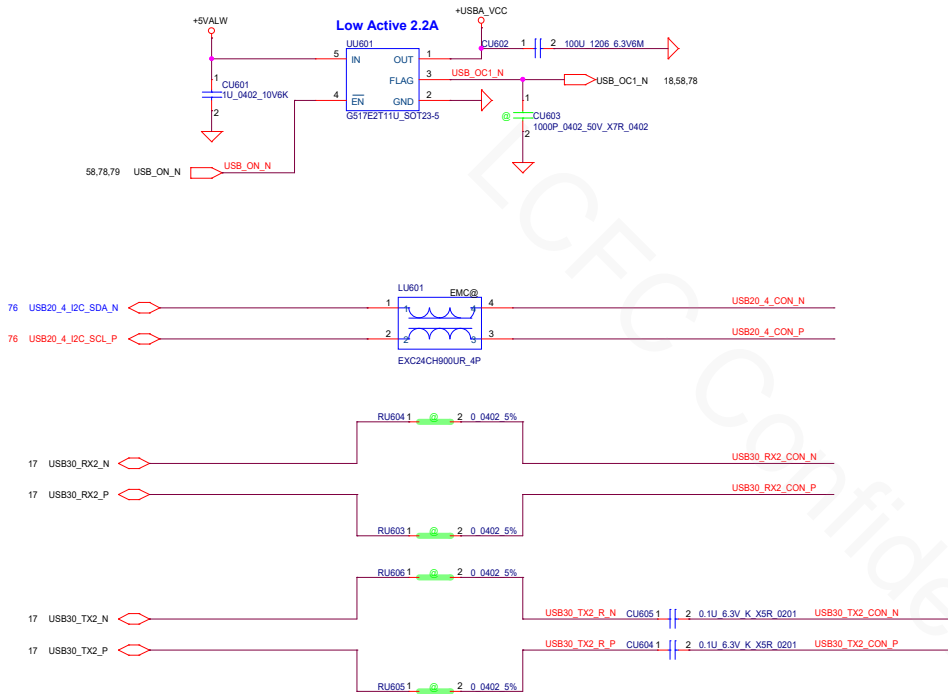 +5VALW
Low Active 2.2A
+USBA_VCC
UU601
CU602 1 2 100U_1206_6.3V6M
5 IN OUT 1
FLAG 3 USB_OC1_N USB_OC1_N 18,58,78
1
CU601
1U_0402_10V6K
2
4 EN GND 2
G517E2T11U_SOT23-5
1
@ CU603
1000P_0402_50V_X7R_0402
2
58,78,79 USB_ON_N USB_ON_N
LU601
EMC@
76 USB20_4_I2C_SDA_N 1 1 4 4 USB20_4_CON_N
76 USB20_4_I2C_SCL_P 2 2 3 3 USB20_4_CON_P
EXC24CH900UR_4P
RU604 1 @ 2 0_0402_5%
17 USB30_RX2_N USB30_RX2_CON_N
17 USB30_RX2_P USB30_RX2_CON_P
RU603 1 @ 2 0_0402_5%
RU606 1 @ 2 0_0402_5%
17 USB30_TX2_N USB30_TX2_R_N CU605 1 2 0.1U_6.3V_K_X5R_0201 USB30_TX2_CON_N
17 USB30_TX2_P USB30_TX2_R_P CU604 1 2 0.1U_6.3V_K_X5R_0201 USB30_TX2_CON_P
RU605 1 @ 2 0_0402_5%
LCFC Confide